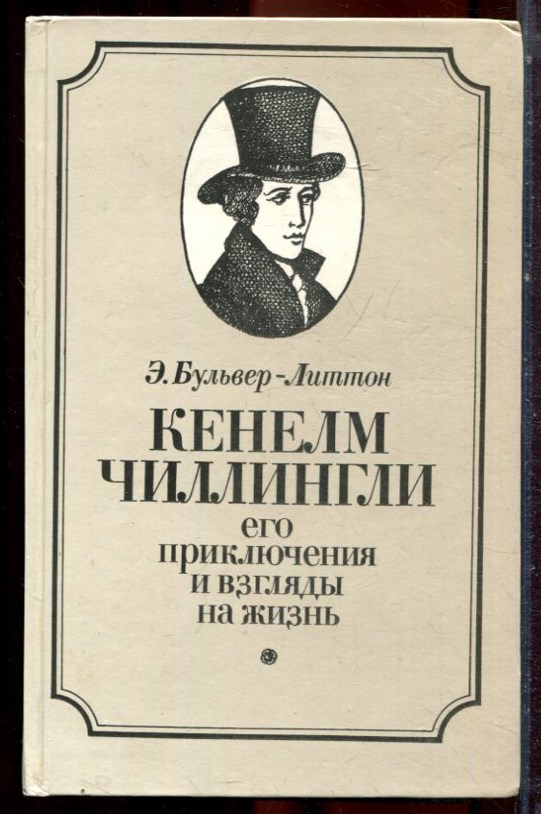 Э. Бульвер-Литтон
КЕНЕЛМ
ЧИЛЛИНГЛИ
его
приключения
и взгляды
на жизнь